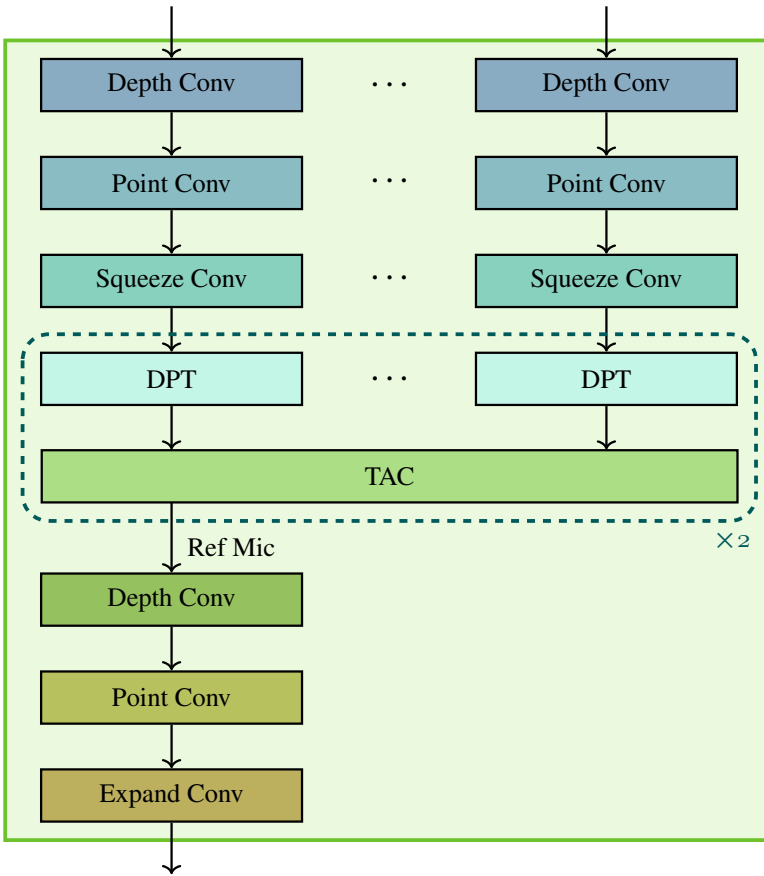 Depth Conv ... Depth Conv
Point Conv ... Point Conv
Squeeze Conv ... Squeeze Conv
DPT ... DPT
TAC
×2
Ref Mic
Depth Conv
Point Conv
Expand Conv